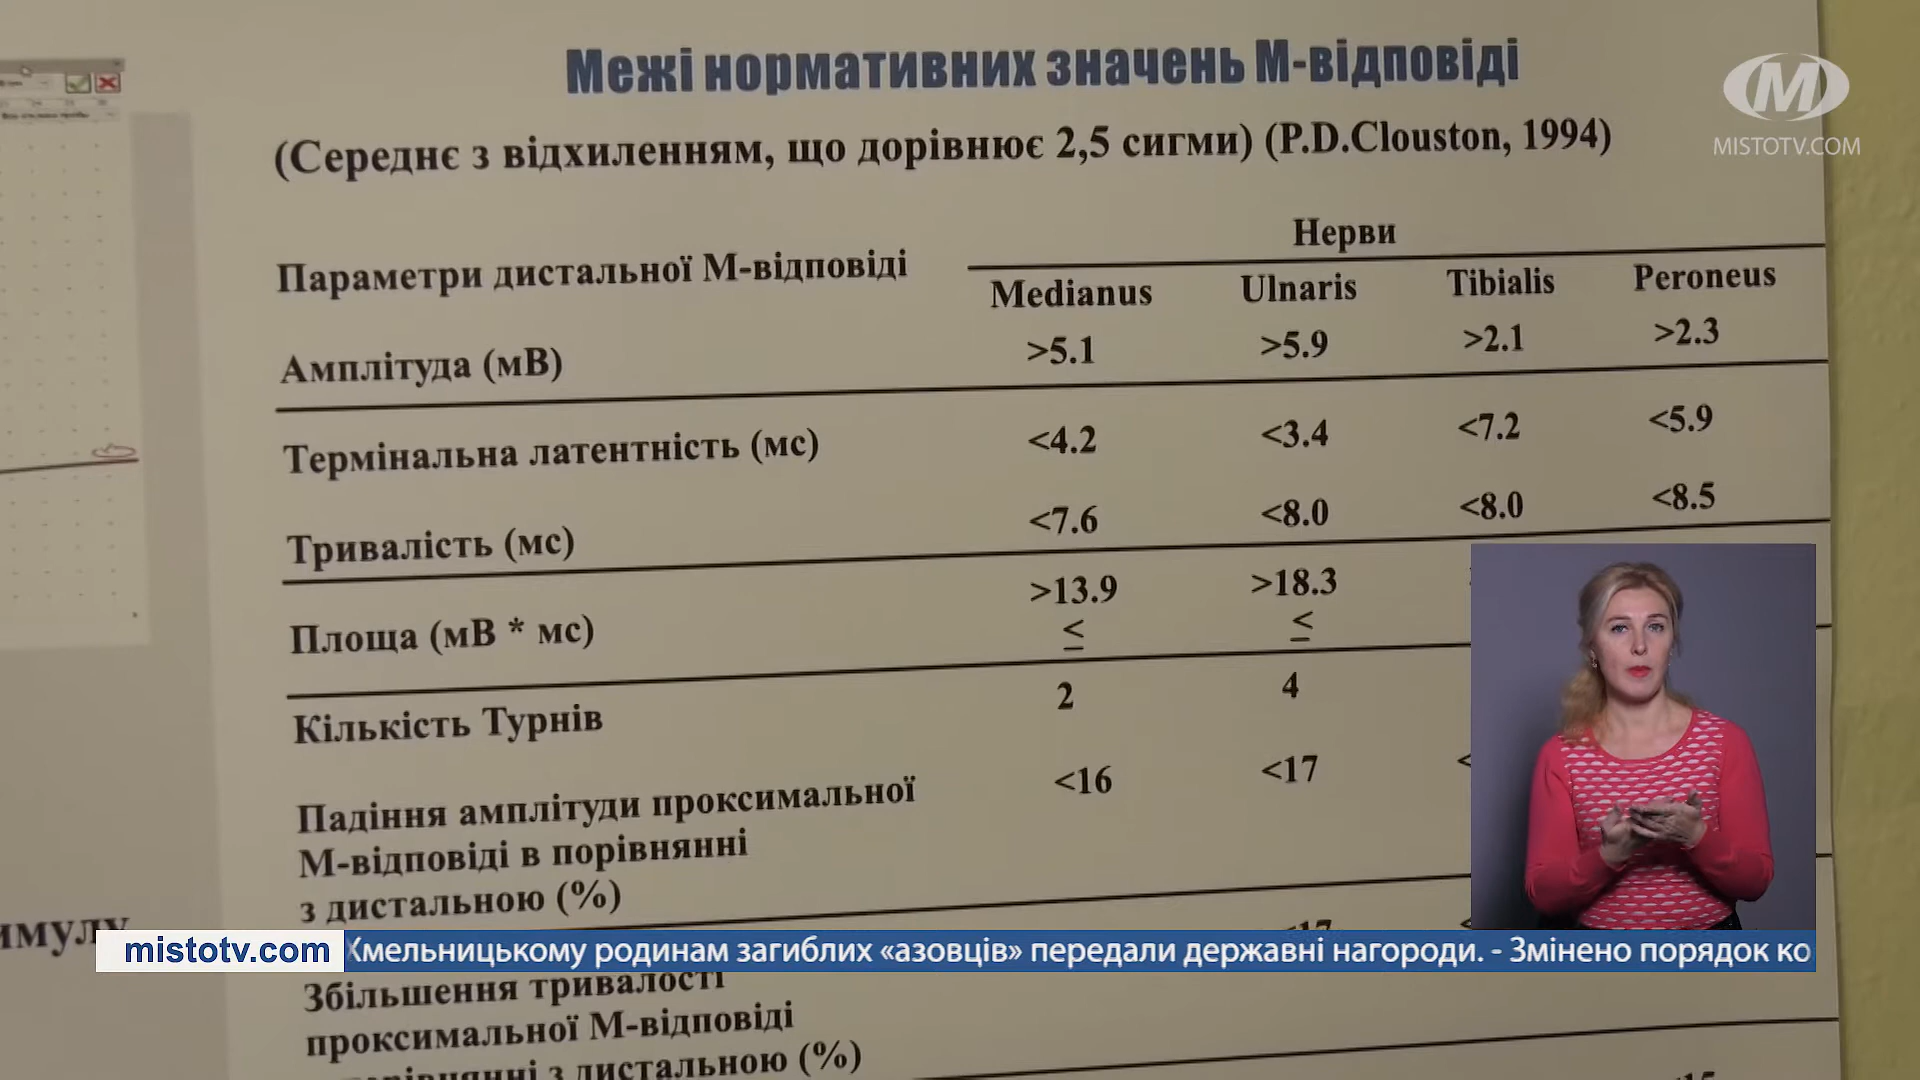 Межі нормативних значень М-відповіді
(Середнє з відхиленням, що дорівнює 2,5 сигми) (P.D.Clouston, 1994)
Параметри дистальної М-відповіді Нерви
Medianus Ulnaris Tibialis Peroneus
Амплітуда (мВ) >5.1 >5.9 >2.1 >2.3
Термінальна латентність (мс) <4.2 <3.4 <7.2 <5.9
Тривалість (мс) <7.6 <8.0 <8.0 <8.5
Площа (мВ * мс) >13.9 >18.3
≤ ≤
Кількість Турнів 2 4
Падіння амплітуди проксимальної <16 <17 <
М-відповіді в порівнянні
з дистальною (%)
Збільшення тривалості
проксимальної М-відповіді
з дистальною (%)
M
MISTOTV.COM
mistotv.com Хмельницькому родинам загиблих «азовців» передали державні нагороди. - Змінено порядок ко